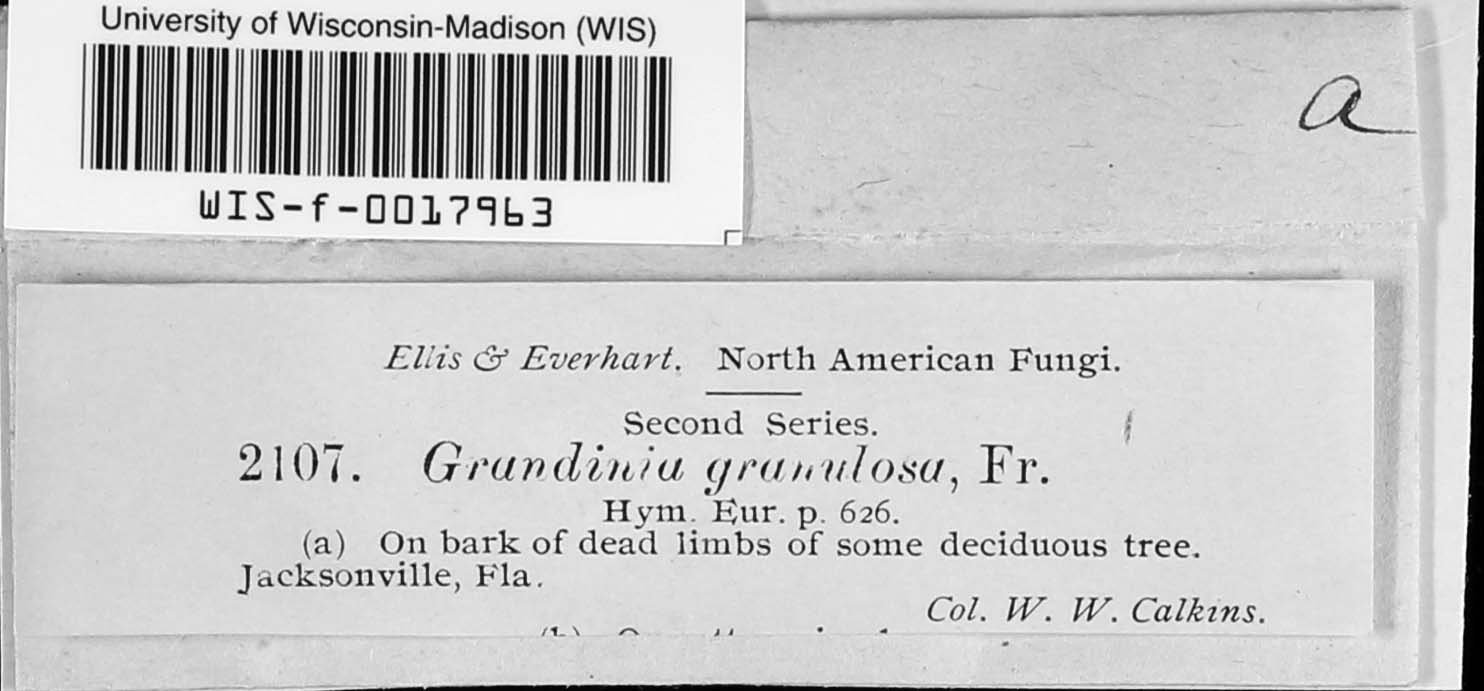 University of Wisconsin-Madison (WIS)
WIS-f-0017963
a
Ellis & Everhart. North American Fungi.
Second Series.
2107. Grandinia granulosa, Fr.
Hym. Eur. p. 626.
(a) On bark of dead limbs of some deciduous tree.
Jacksonville, Fla.
Col. W. W. Calkins.